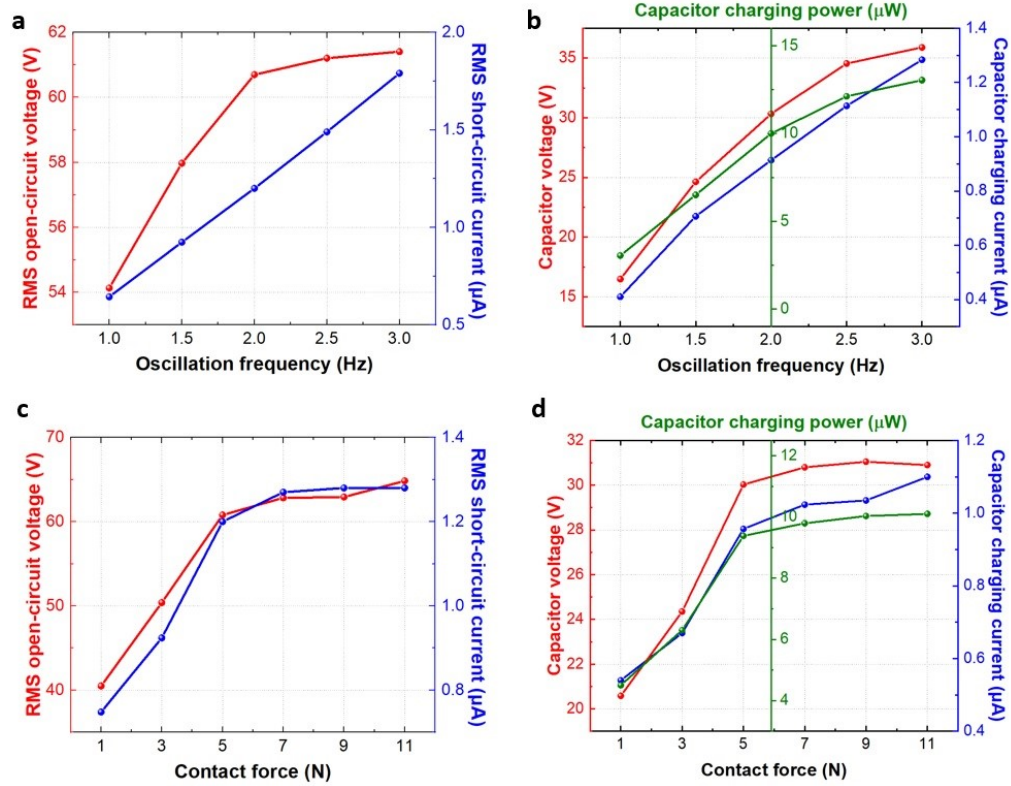 a
RMS open-circuit voltage (V)
62
60
58
56
54
2.0
1.5
1.0
0.5
RMS short-circuit current (μA)
1.0 1.5 2.0 2.5 3.0
Oscillation frequency (Hz)
b
Capacitor charging power (μW)
Capacitor voltage (V)
35
30
25
20
15
15
10
5
0
1.4
1.2
1.0
0.8
0.6
0.4
Capacitor charging current (μA)
1.0 1.5 2.0 2.5 3.0
Oscillation frequency (Hz)
c
RMS open-circuit voltage (V)
70
60
50
40
1.4
1.2
1.0
0.8
RMS short-circuit current (μA)
1 3 5 7 9 11
Contact force (N)
d
Capacitor charging power (μW)
Capacitor voltage (V)
32
30
28
26
24
22
20
12
10
8
6
4
1.2
1.0
0.8
0.6
0.4
Capacitor charging current (μA)
1 3 5 7 9 11
Contact force (N)